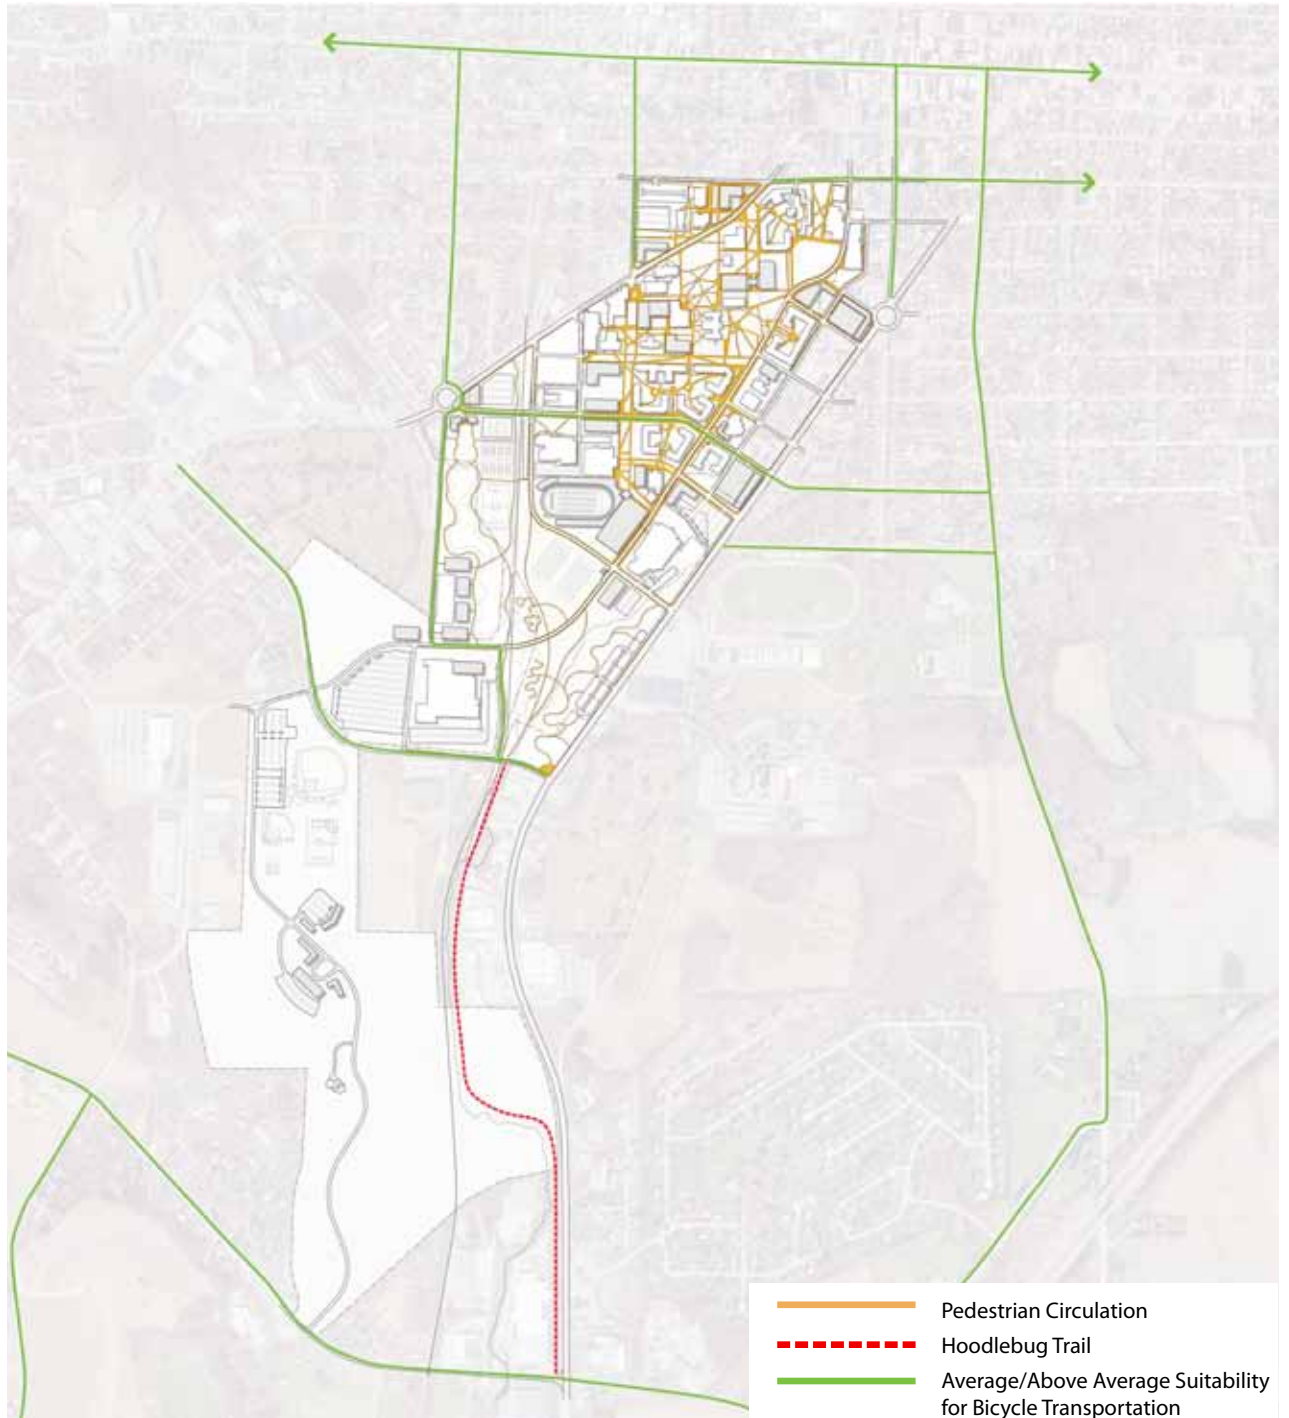 Pedestrian Circulation
Hoodlebug Trail
Average/Above Average Suitability
for Bicycle Transportation